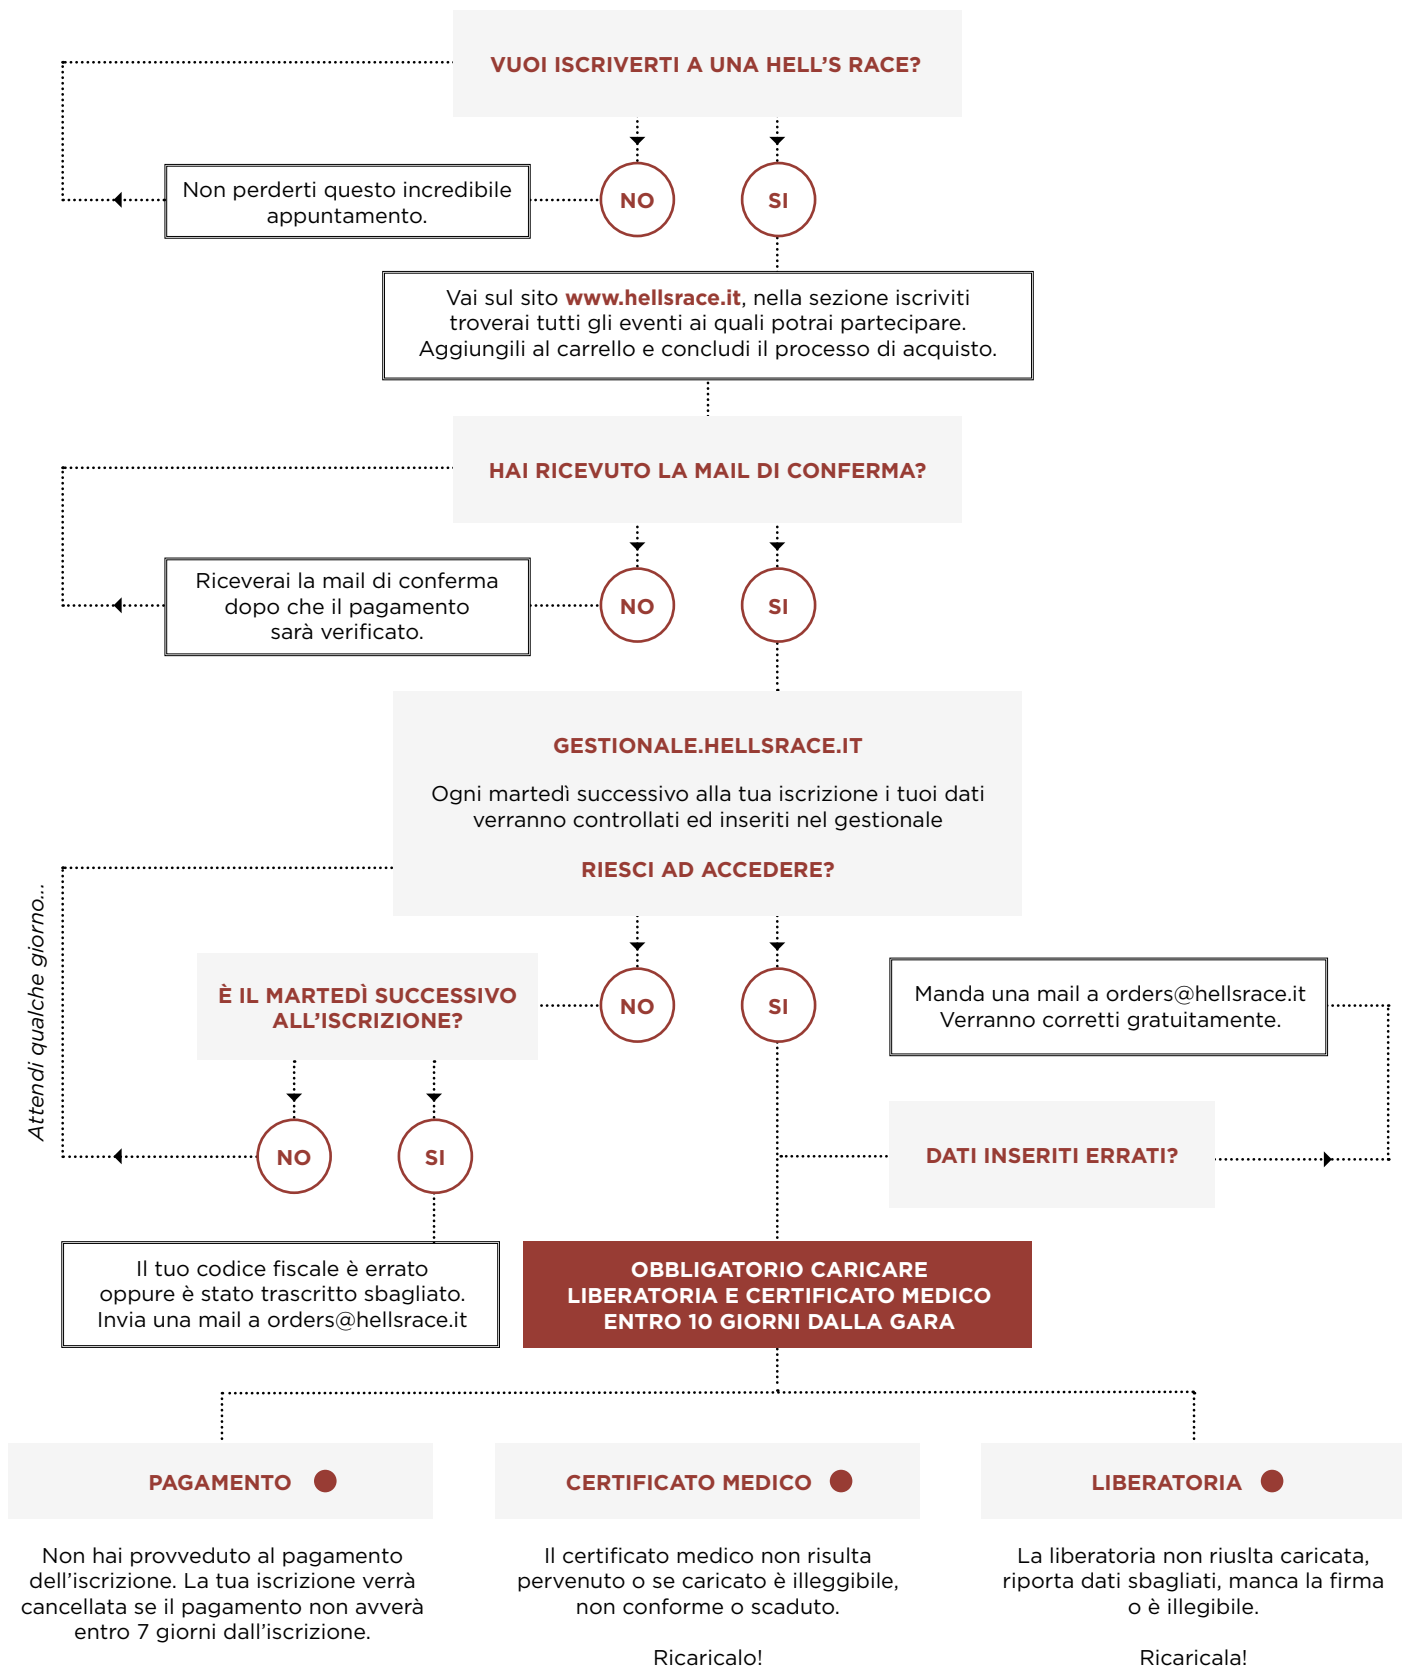 VUOI ISCRIVERTI A UNA HELL'S RACE?
Non perderti questo incredibile
appuntamento.
NO
SI
Vai sul sito www.hellsrace.it, nella sezione iscriviti
troverai tutti gli eventi ai quali potrai partecipare.
Aggiungili al carrello e concludi il processo di acquisto.
HAI RICEVUTO LA MAIL DI CONFERMA?
Riceverai la mail di conferma
dopo che il pagamento
sarà verificato.
NO
SI
GESTIONALE.HELLSRACE.IT
Ogni martedì successivo alla tua iscrizione i tuoi dati
verranno controllati ed inseriti nel gestionale
RIESCI AD ACCEDERE?
Attendi qualche giorno...
È IL MARTEDÌ SUCCESSIVO
ALL'ISCRIZIONE?
NO
SI
Manda una mail a orders@hellsrace.it
Verranno corretti gratuitamente.
NO
SI
DATI INSERITI ERRATI?
Il tuo codice fiscale è errato
oppure è stato trascritto sbagliato.
Invia una mail a orders@hellsrace.it
OBBLIGATORIO CARICARE
LIBERATORIA E CERTIFICATO MEDICO
ENTRO 10 GIORNI DALLA GARA
PAGAMENTO
Non hai provveduto al pagamento
dell'iscrizione. La tua iscrizione verrà
cancellata se il pagamento non avverà
entro 7 giorni dall'iscrizione.
CERTIFICATO MEDICO
Il certificato medico non risulta
pervenuto o se caricato è illeggibile,
non conforme o scaduto.
Ricaricalo!
LIBERATORIA
La liberatoria non riuslta caricata,
riporta dati sbagliati, manca la firma
o è illegibile.
Ricaricala!